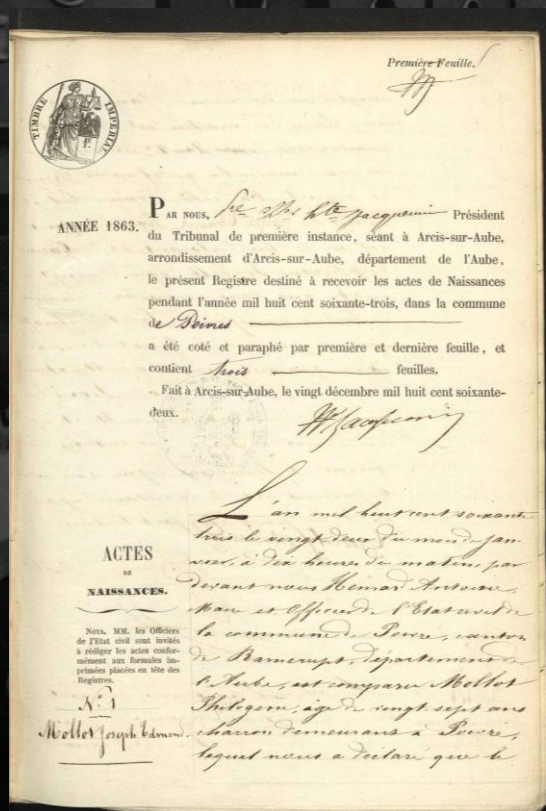 Première Feuille.
TIMBRE IMPÉRIAL
ANNÉE 1863.
PAR NOUS, Jacquemin Président
du Tribunal de première instance, séant à Arcis-sur-Aube,
arrondissement d'Arcis-sur-Aube, département de l'Aube,
le présent Registre destiné à recevoir les actes de Naissances
pendant l'année mil huit cent soixante-trois, dans la commune
de
a été coté et paraphé par première et dernière feuille, et
contient trois feuilles.
Fait à Arcis-sur-Aube, le vingt décembre mil huit cent soixante-
deux.
ACTES
DE
NAISSANCES.
NOTA. MM. les Officiers
de l'Etat civil sont invités
à rédiger les actes confor-
mément aux formules im-
primées placées en tête des
Registres.
N° 1
Mollot Joseph Edmond.
L'an mil huit cent soixante
trois le vingt deux du mois de Jan-
vier, à dix heures du matin, par
devant nous Antoine,
Maire et Officier de l'Etat civil de
la commune de Poivre, canton
de Ramerupt, département de
l'Aube, est comparu Mollot
Philogène, âgé de vingt sept ans
charron demeurant à Poivre,
lequel nous a déclaré que le